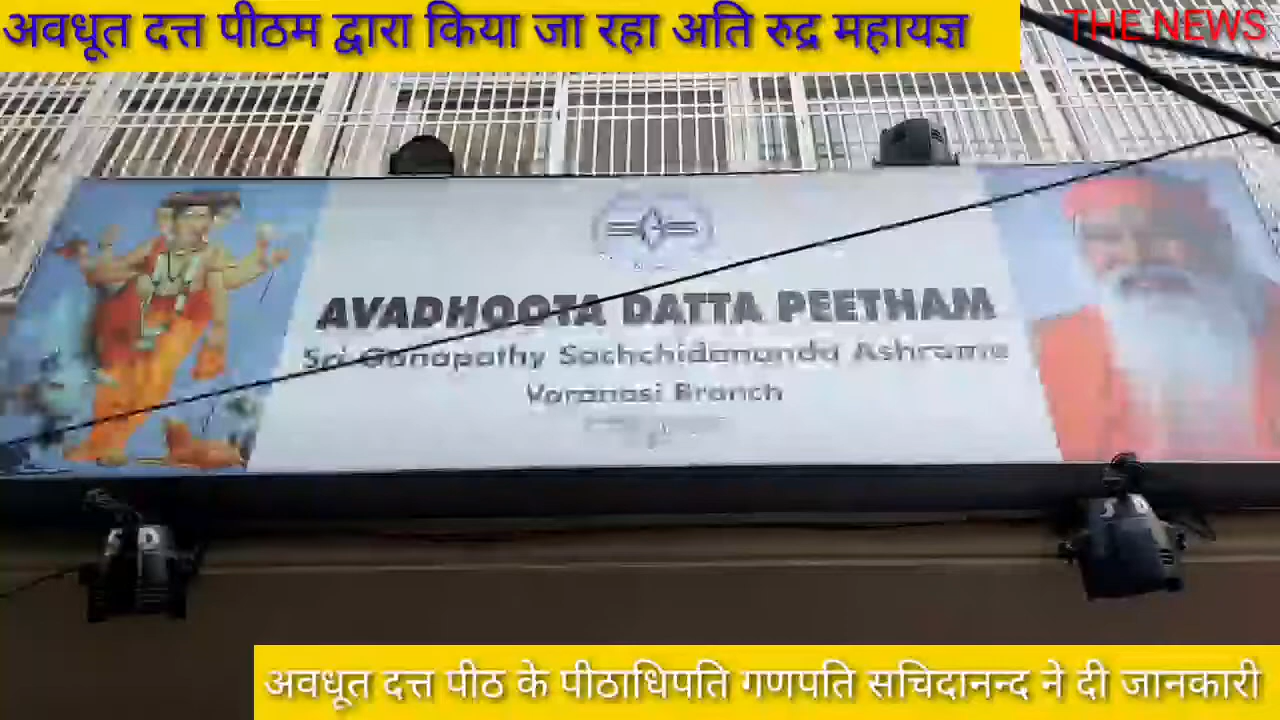 अवधूत दत्त पीठम द्वारा किया जा रहा अति रुद्र महायज्ञ
THE NEWS
AVADHOOTA DATTA PEETHAM
Sri Ganapathy Sachchidananda Ashrama
Varanasi Branch
S D
S D
अवधूत दत्त पीठ के पीठाधिपति गणपति सचिदानन्द ने दी जानकारी